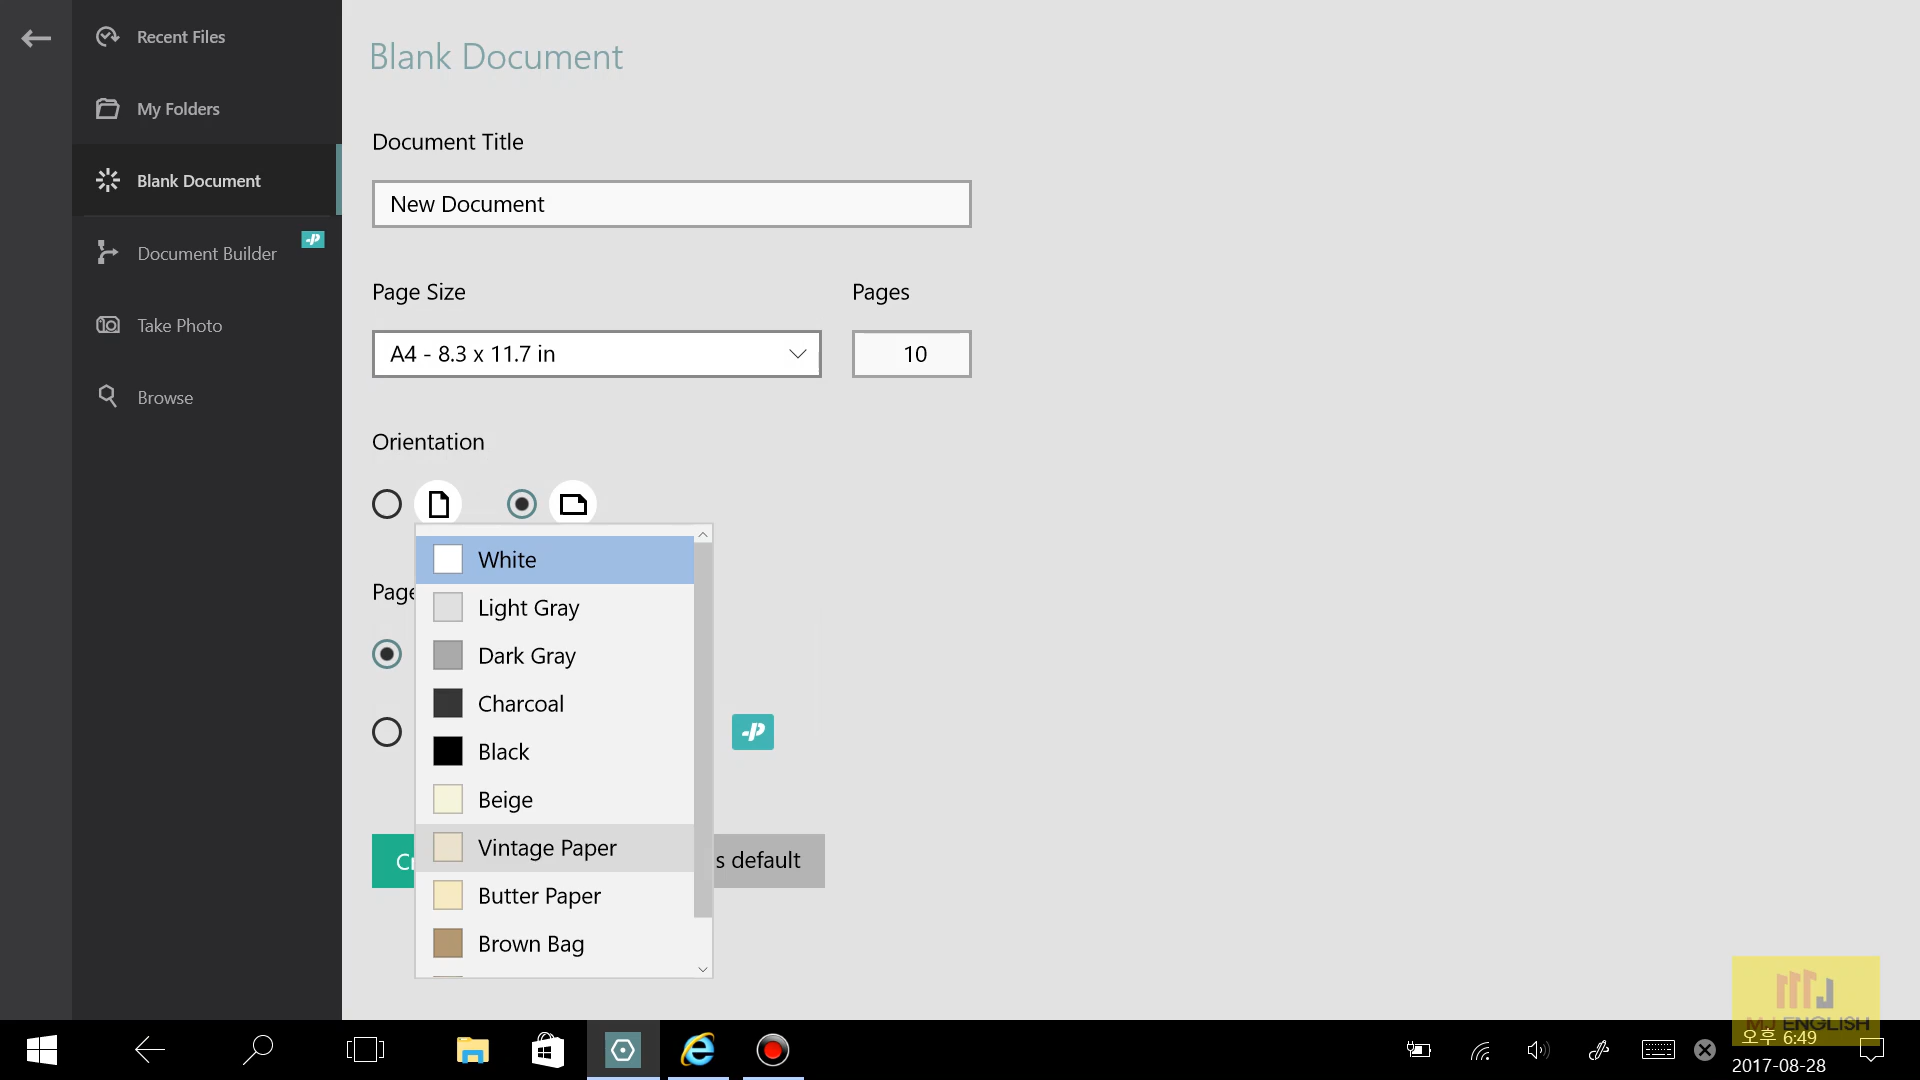 Recent Files
My Folders
Blank Document
Document Builder
Take Photo
Browse
Blank Document
Document Title
New Document
Page Size
Pages
A4 - 8.3 x 11.7 in
10
Orientation
Page
White
Light Gray
Dark Gray
Charcoal
Black
Beige
Vintage Paper
Butter Paper
Brown Bag
Cr
s default
MJ ENGLISH
오후 6:49
2017-08-28